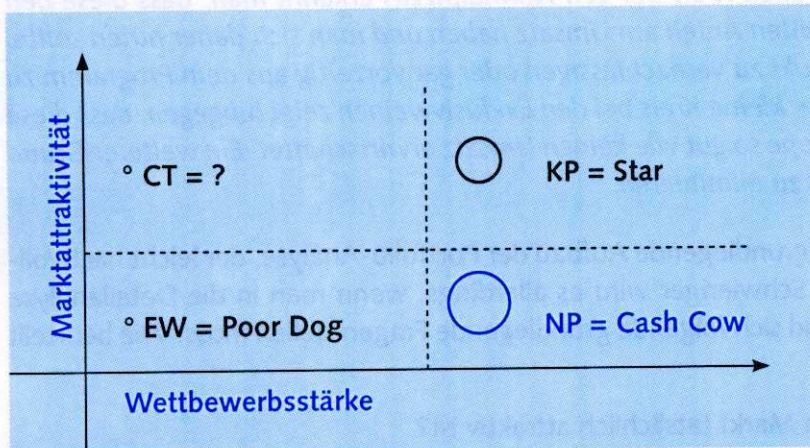 Marktattraktivität
° CT = ?
KP = Star
° EW = Poor Dog
NP = Cash Cow
Wettbewerbsstärke